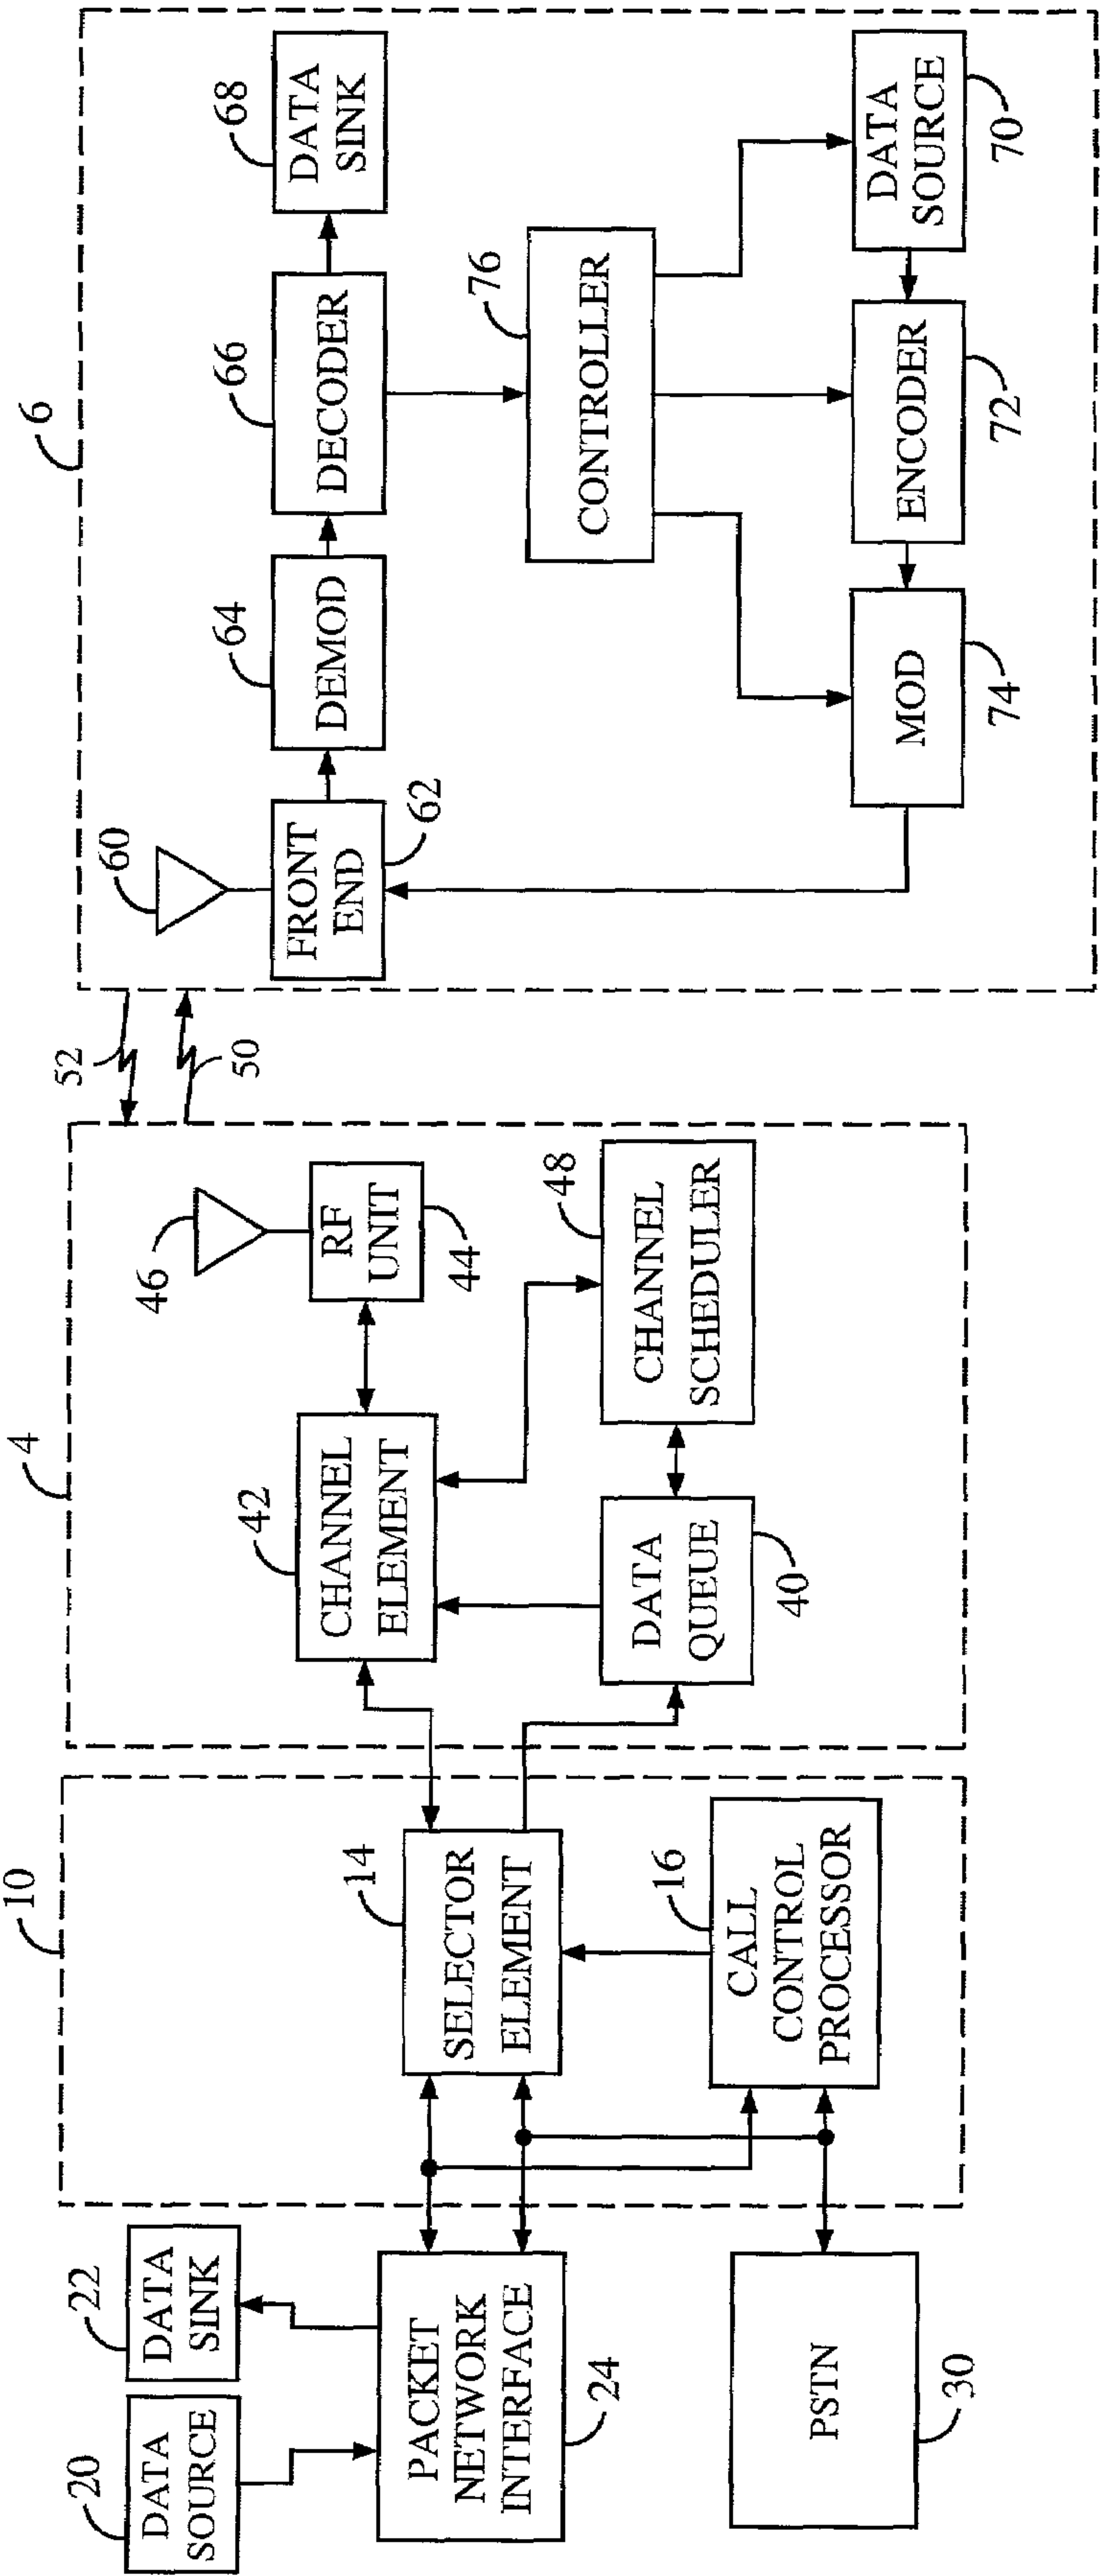 10
4
6
20
DATA
SOURCE
22
DATA
SINK
PACKET
NETWORK
INTERFACE
24
PSTN
30
14
SELECTOR
ELEMENT
16
CALL
CONTROL
PROCESSOR
42
CHANNEL
ELEMENT
46
RF
UNIT
44
DATA
QUEUE
40
48
CHANNEL
SCHEDULER
52
50
60
FRONT
END
62
64
DEMOD
66
DECODER
68
DATA
SINK
76
CONTROLLER
MOD
74
ENCODER
72
DATA
SOURCE
70